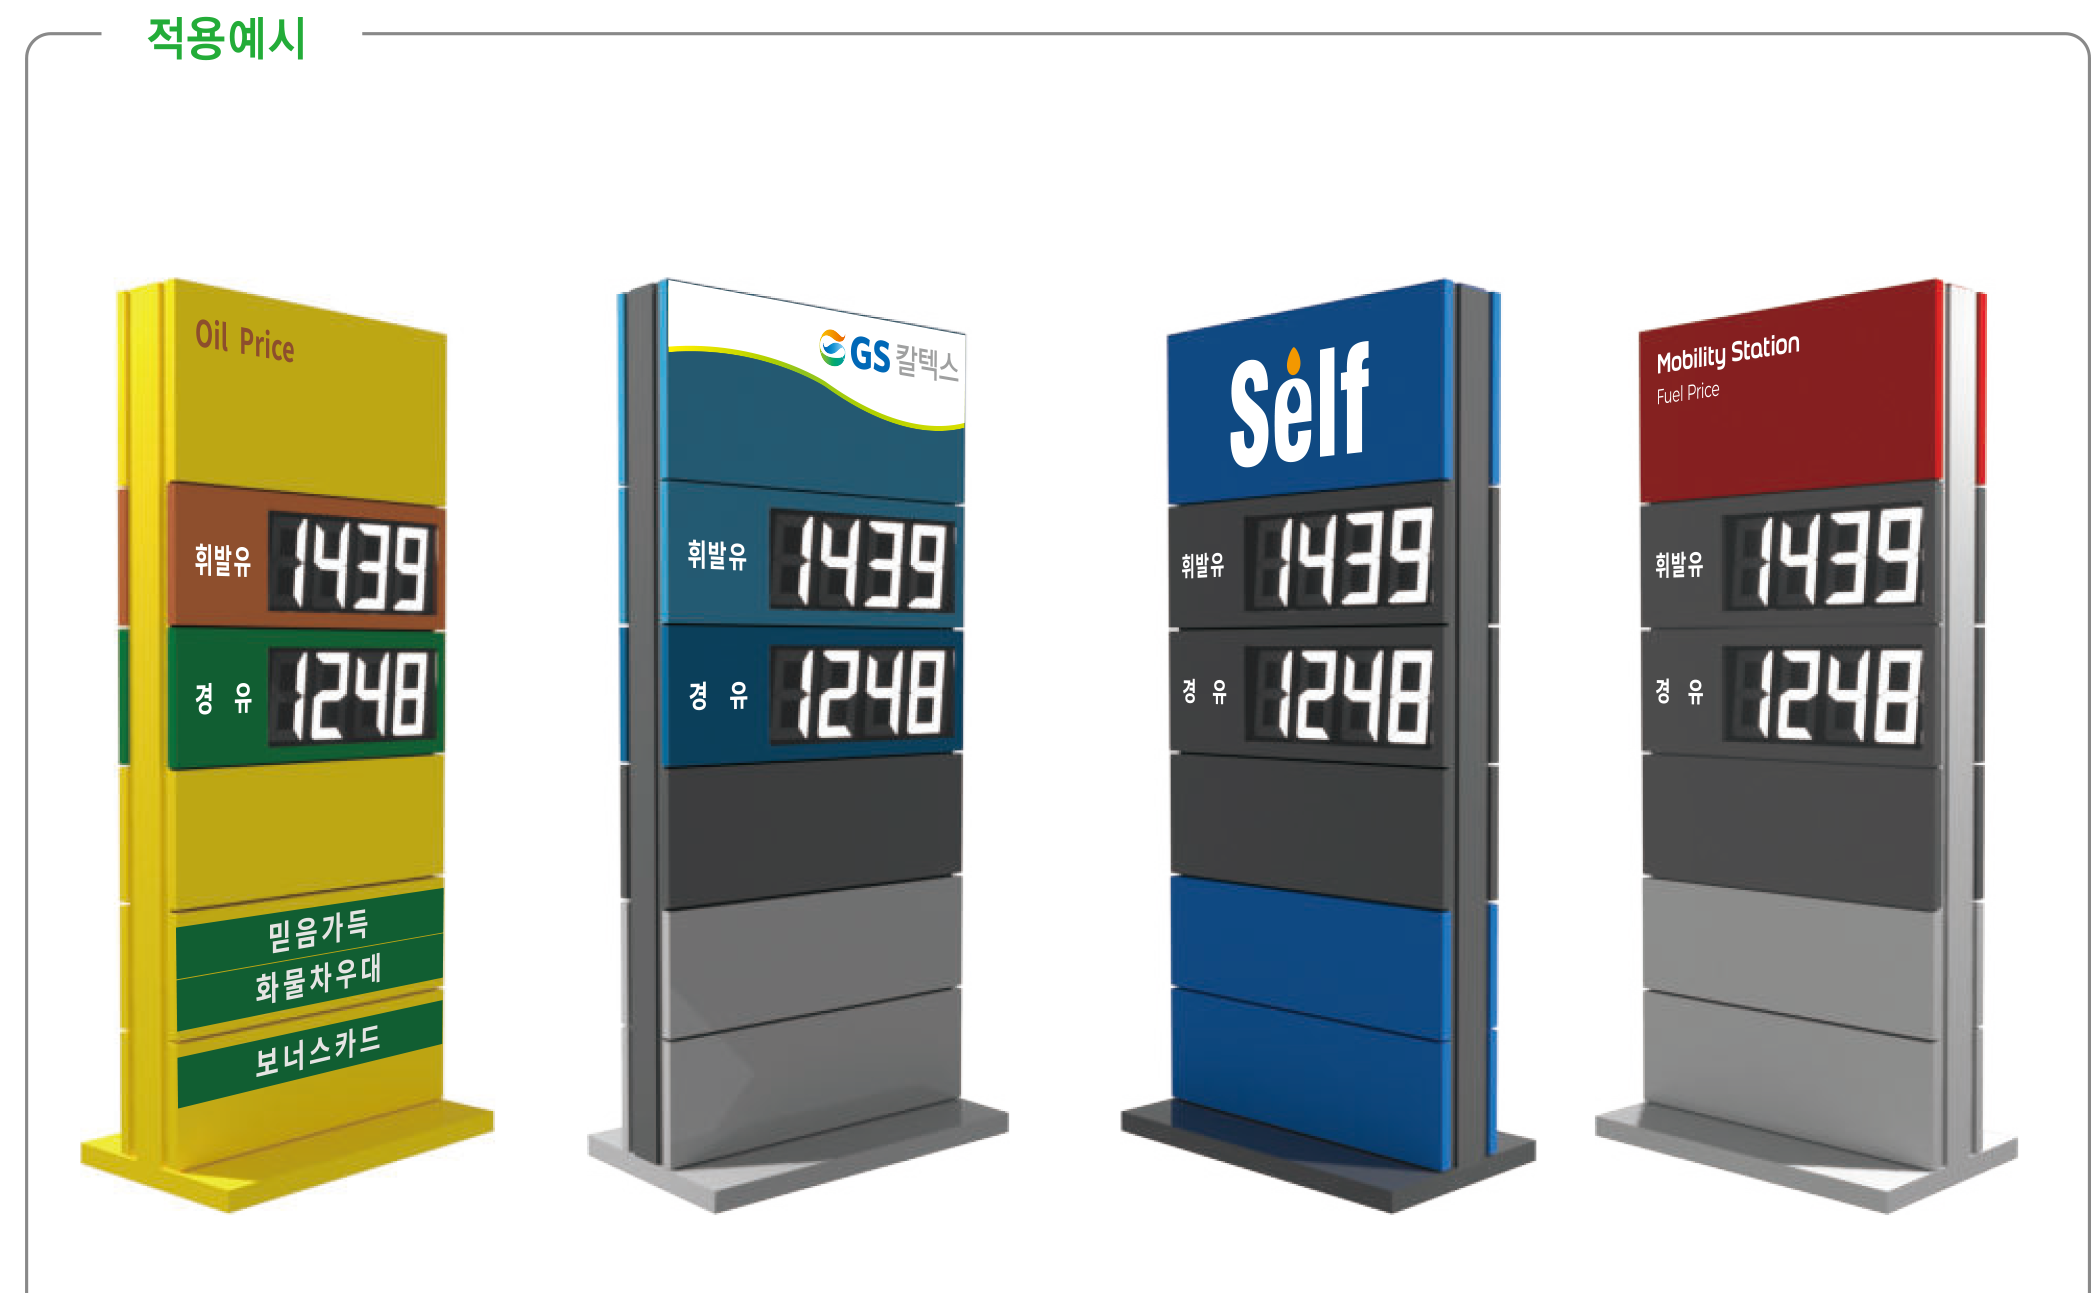 적용예시
Oil Price
휘발유 1439
경 유 1248
믿음가득
화물차우대
보너스카드
GS 칼텍스
휘발유 1439
경 유 1248
Self
휘발유 1439
경 유 1248
Mobility Station
Fuel Price
휘발유 1439
경 유 1248